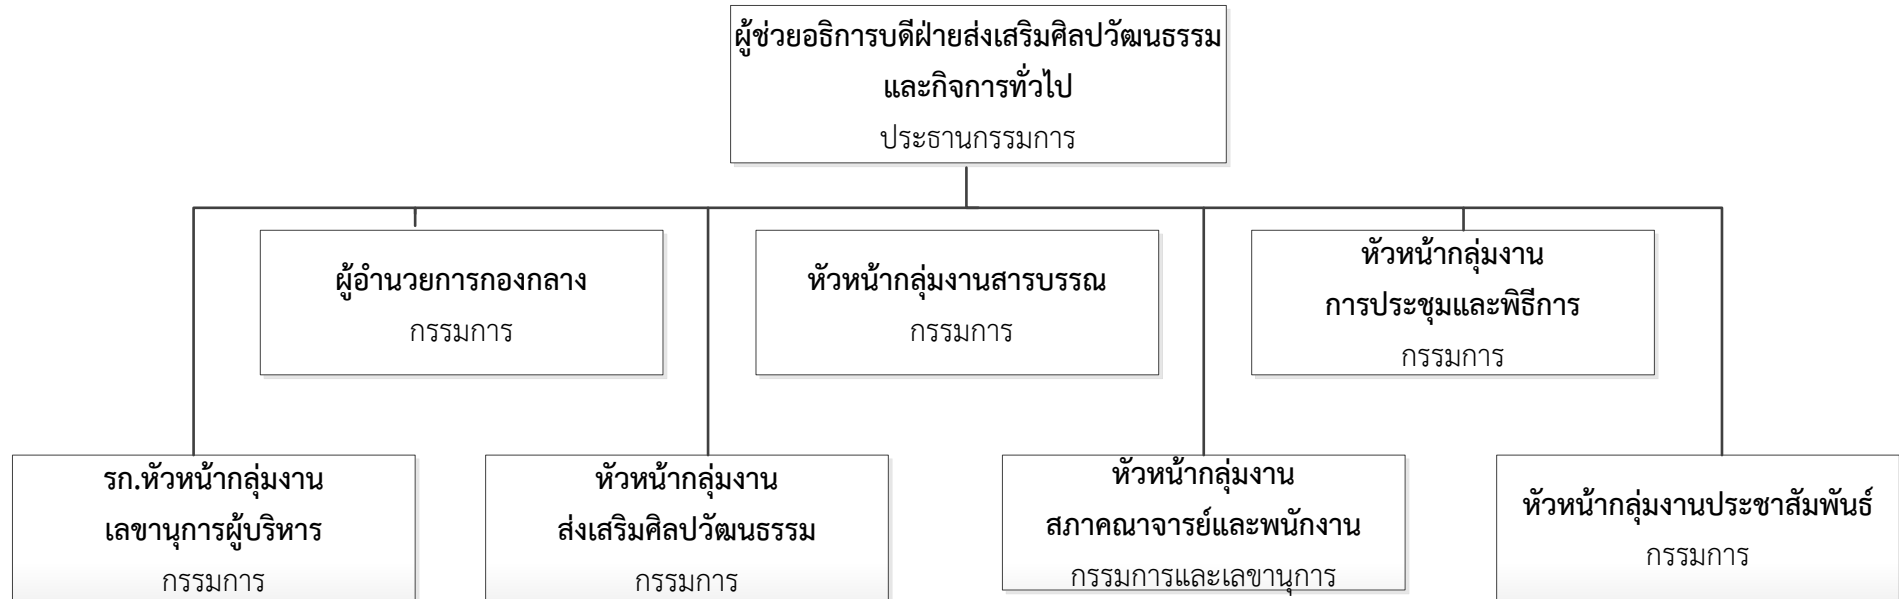 ผู้ช่วยอธิการบดีฝ่ายส่งเสริมศิลปวัฒนธรรม
และกิจการทั่วไป
ประธานกรรมการ
ผู้อำนวยการกองกลาง
กรรมการ
หัวหน้ากลุ่มงานสารบรรณ
กรรมการ
หัวหน้ากลุ่มงาน
การประชุมและพิธีการ
กรรมการ
รก.หัวหน้ากลุ่มงาน
เลขานุการผู้บริหาร
กรรมการ
หัวหน้ากลุ่มงาน
ส่งเสริมศิลปวัฒนธรรม
กรรมการ
หัวหน้ากลุ่มงาน
สภาคณาจารย์และพนักงาน
กรรมการและเลขานุการ
หัวหน้ากลุ่มงานประชาสัมพันธ์
กรรมการ